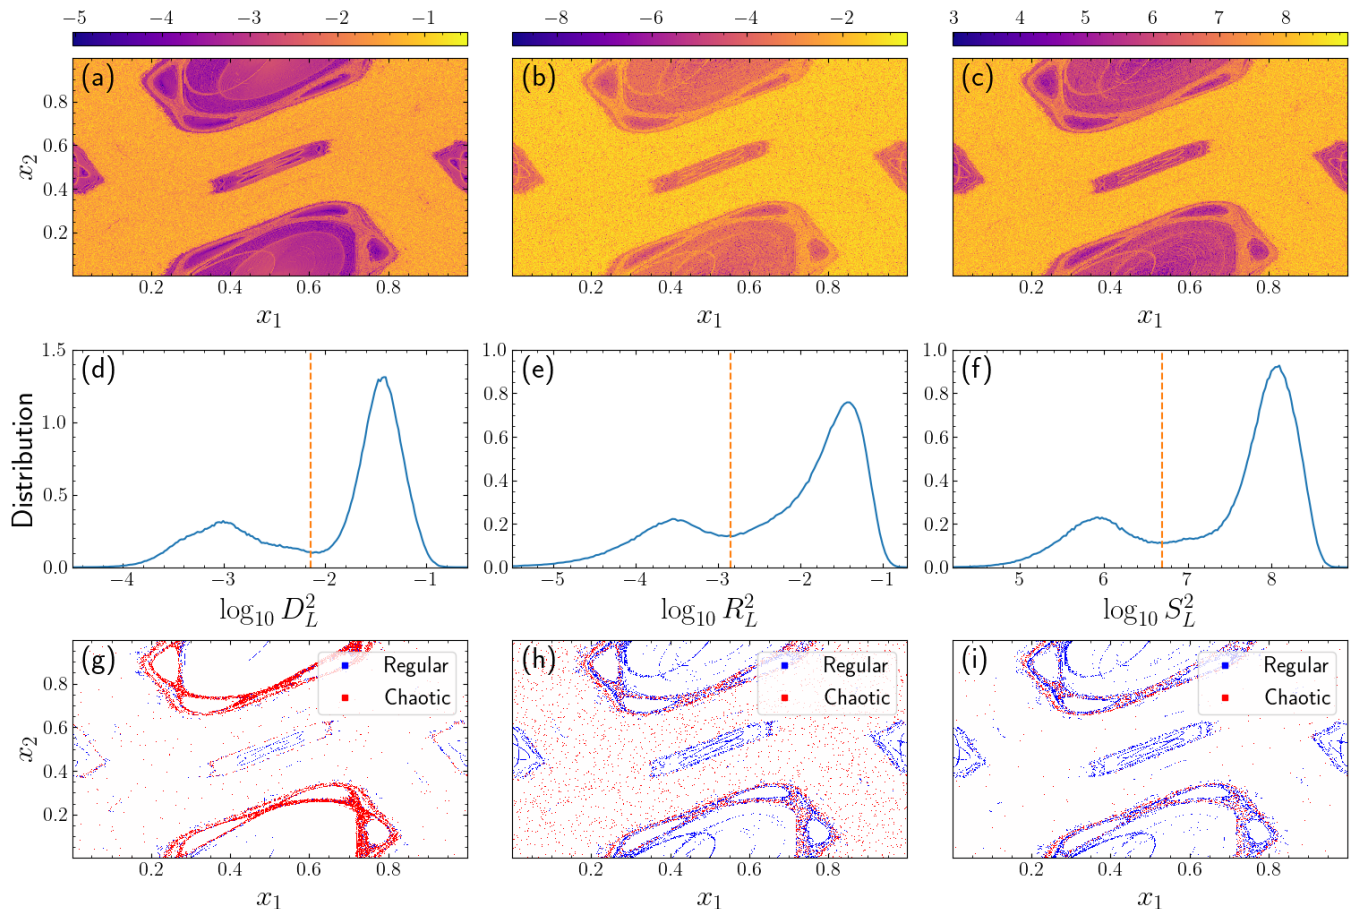 −5 −4 −3 −2 −1
−8 −6 −4 −2
3 4 5 6 7 8
(a)
(b)
(c)
x₂
0.8
0.6
0.4
0.2
0.2 0.4 0.6 0.8
0.2 0.4 0.6 0.8
0.2 0.4 0.6 0.8
x₁
x₁
x₁
(d)
(e)
(f)
Distribution
1.5
1.0
0.5
0.0
1.0
0.8
0.6
0.4
0.2
0.0
1.0
0.8
0.6
0.4
0.2
0.0
−4 −3 −2 −1
−5 −4 −3 −2 −1
5 6 7 8
log₁₀ D_L^2
log₁₀ R_L^2
log₁₀ S_L^2
(g)
Regular
Chaotic
(h)
Regular
Chaotic
(i)
Regular
Chaotic
x₂
0.8
0.6
0.4
0.2
0.2 0.4 0.6 0.8
0.2 0.4 0.6 0.8
0.2 0.4 0.6 0.8
x₁
x₁
x₁